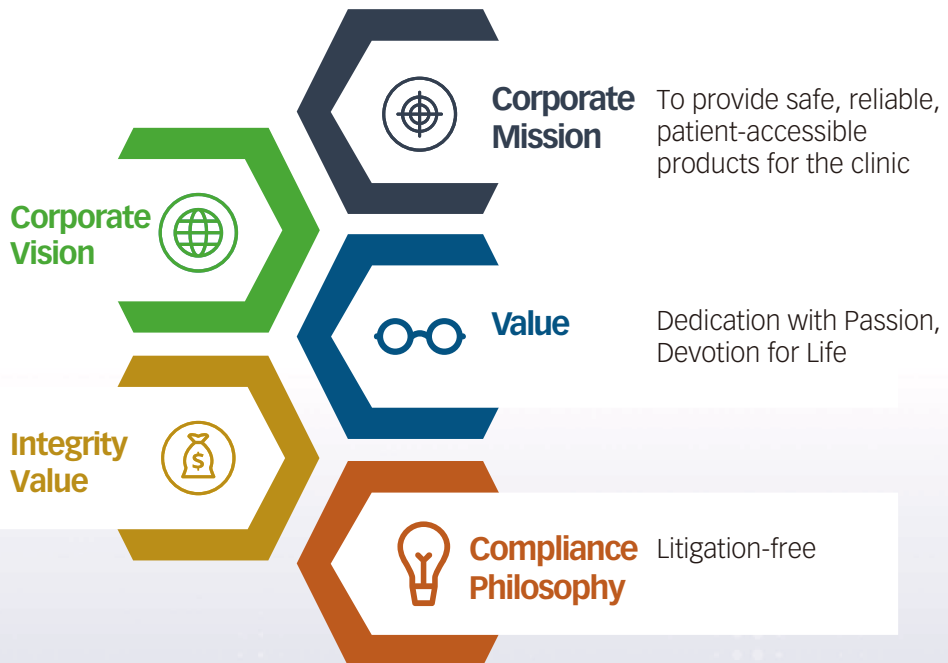 Corporate
Mission
To provide safe, reliable,
patient-accessible
products for the clinic
Corporate
Vision
Value
Dedication with Passion,
Devotion for Life
Integrity
Value
$
Compliance
Philosophy
Litigation-free